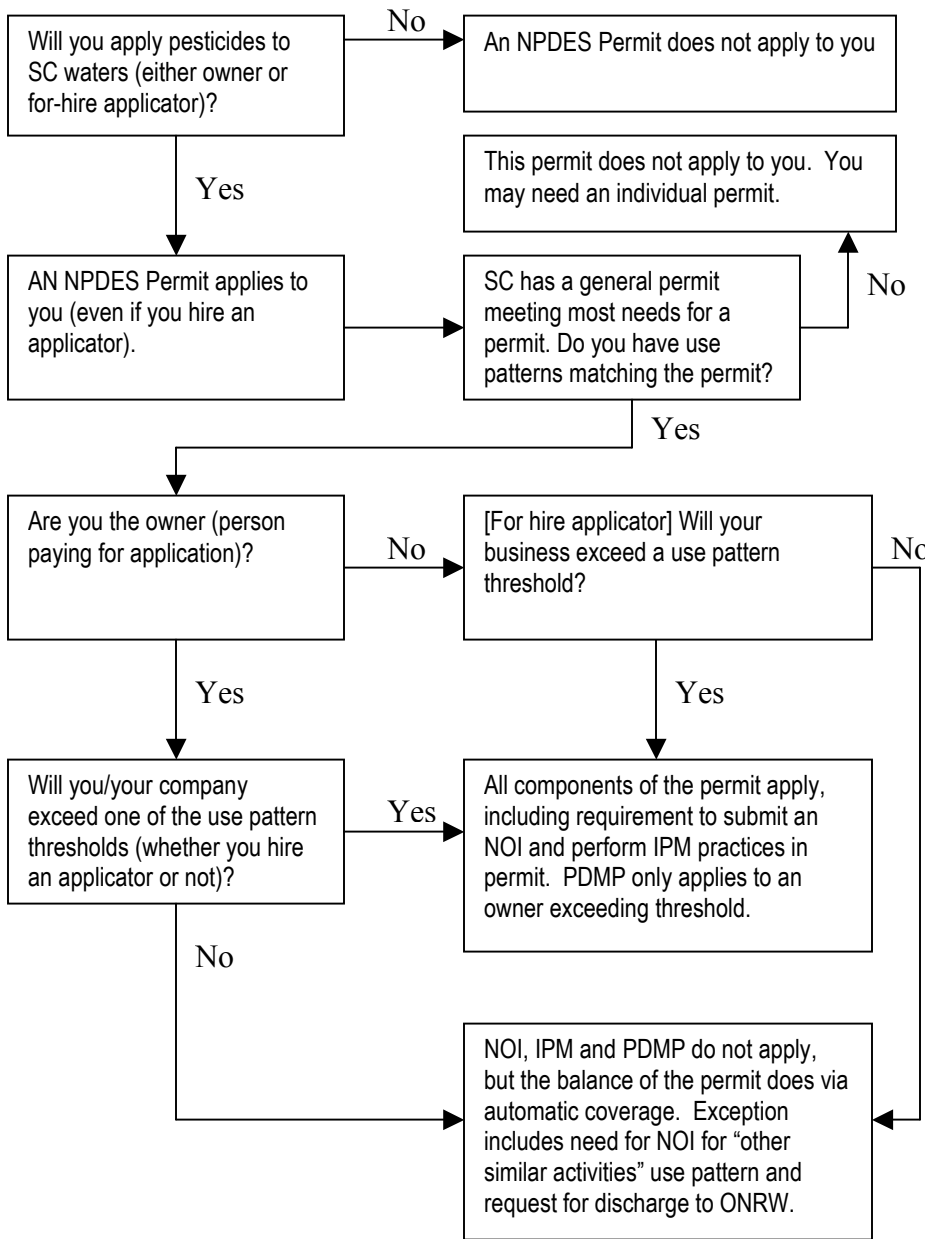 Will you apply pesticides to
SC waters (either owner or
for-hire applicator)?
No
An NPDES Permit does not apply to you
Yes
This permit does not apply to you. You
may need an individual permit.
AN NPDES Permit applies to
you (even if you hire an
applicator).
SC has a general permit
meeting most needs for a
permit. Do you have use
patterns matching the permit?
No
Yes
Are you the owner (person
paying for application)?
No
[For hire applicator] Will your
business exceed a use pattern
threshold?
No
Yes
Yes
Will you/your company
exceed one of the use pattern
thresholds (whether you hire
an applicator or not)?
Yes
All components of the permit apply,
including requirement to submit an
NOI and perform IPM practices in
permit. PDMP only applies to an
owner exceeding threshold.
No
NOI, IPM and PDMP do not apply,
but the balance of the permit does via
automatic coverage. Exception
includes need for NOI for “other
similar activities” use pattern and
request for discharge to ONRW.